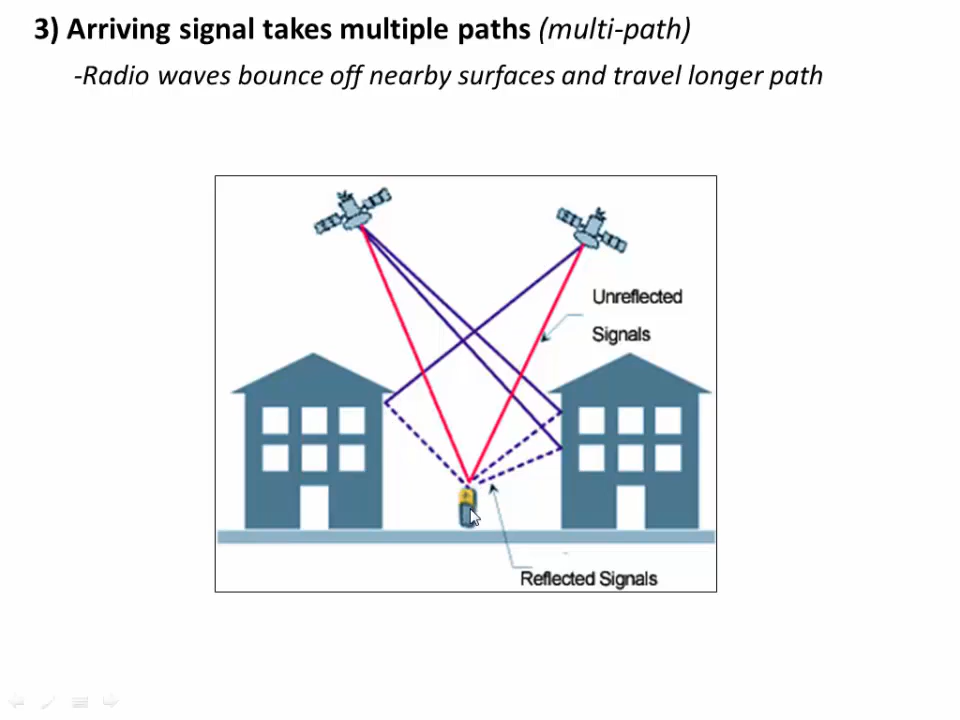 3) Arriving signal takes multiple paths (multi-path)
-Radio waves bounce off nearby surfaces and travel longer path
Unreflected
Signals
Reflected Signals